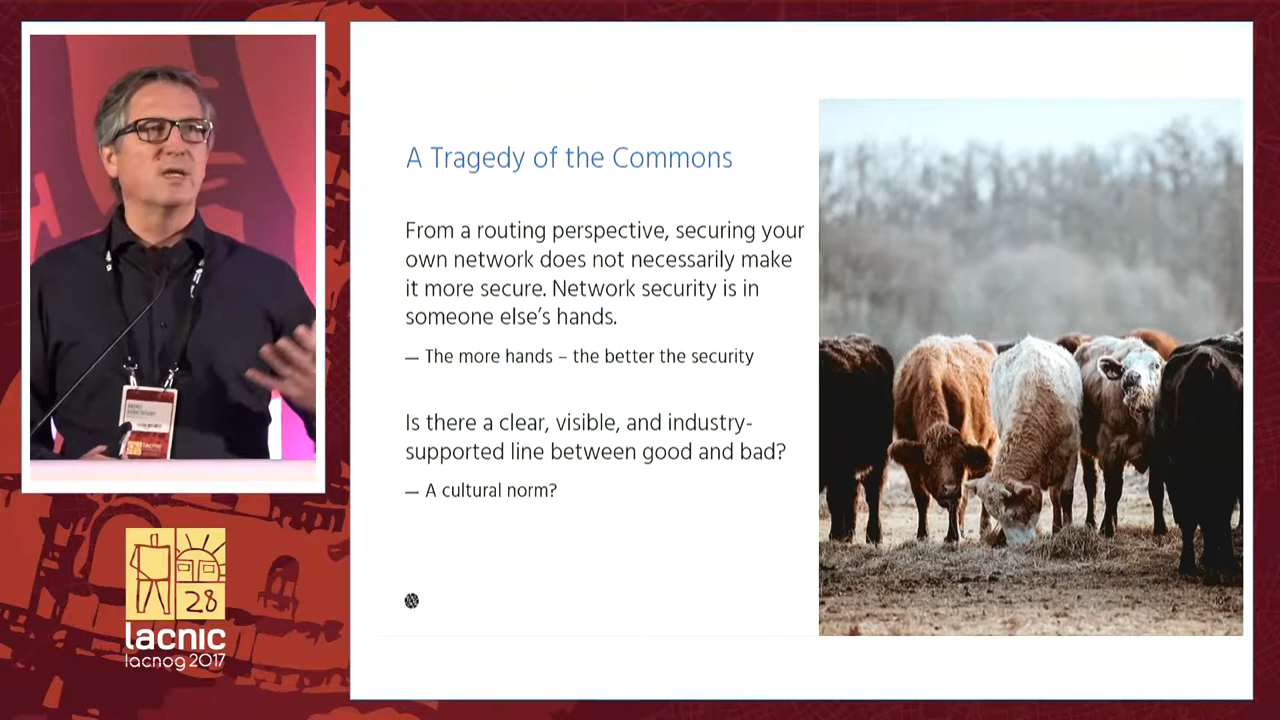 A Tragedy of the Commons
From a routing perspective, securing your
own network does not necessarily make
it more secure. Network security is in
someone else's hands.
— The more hands – the better the security
Is there a clear, visible, and industry-
supported line between good and bad?
— A cultural norm?
lacnic
28
lacnic
lacnog 2017